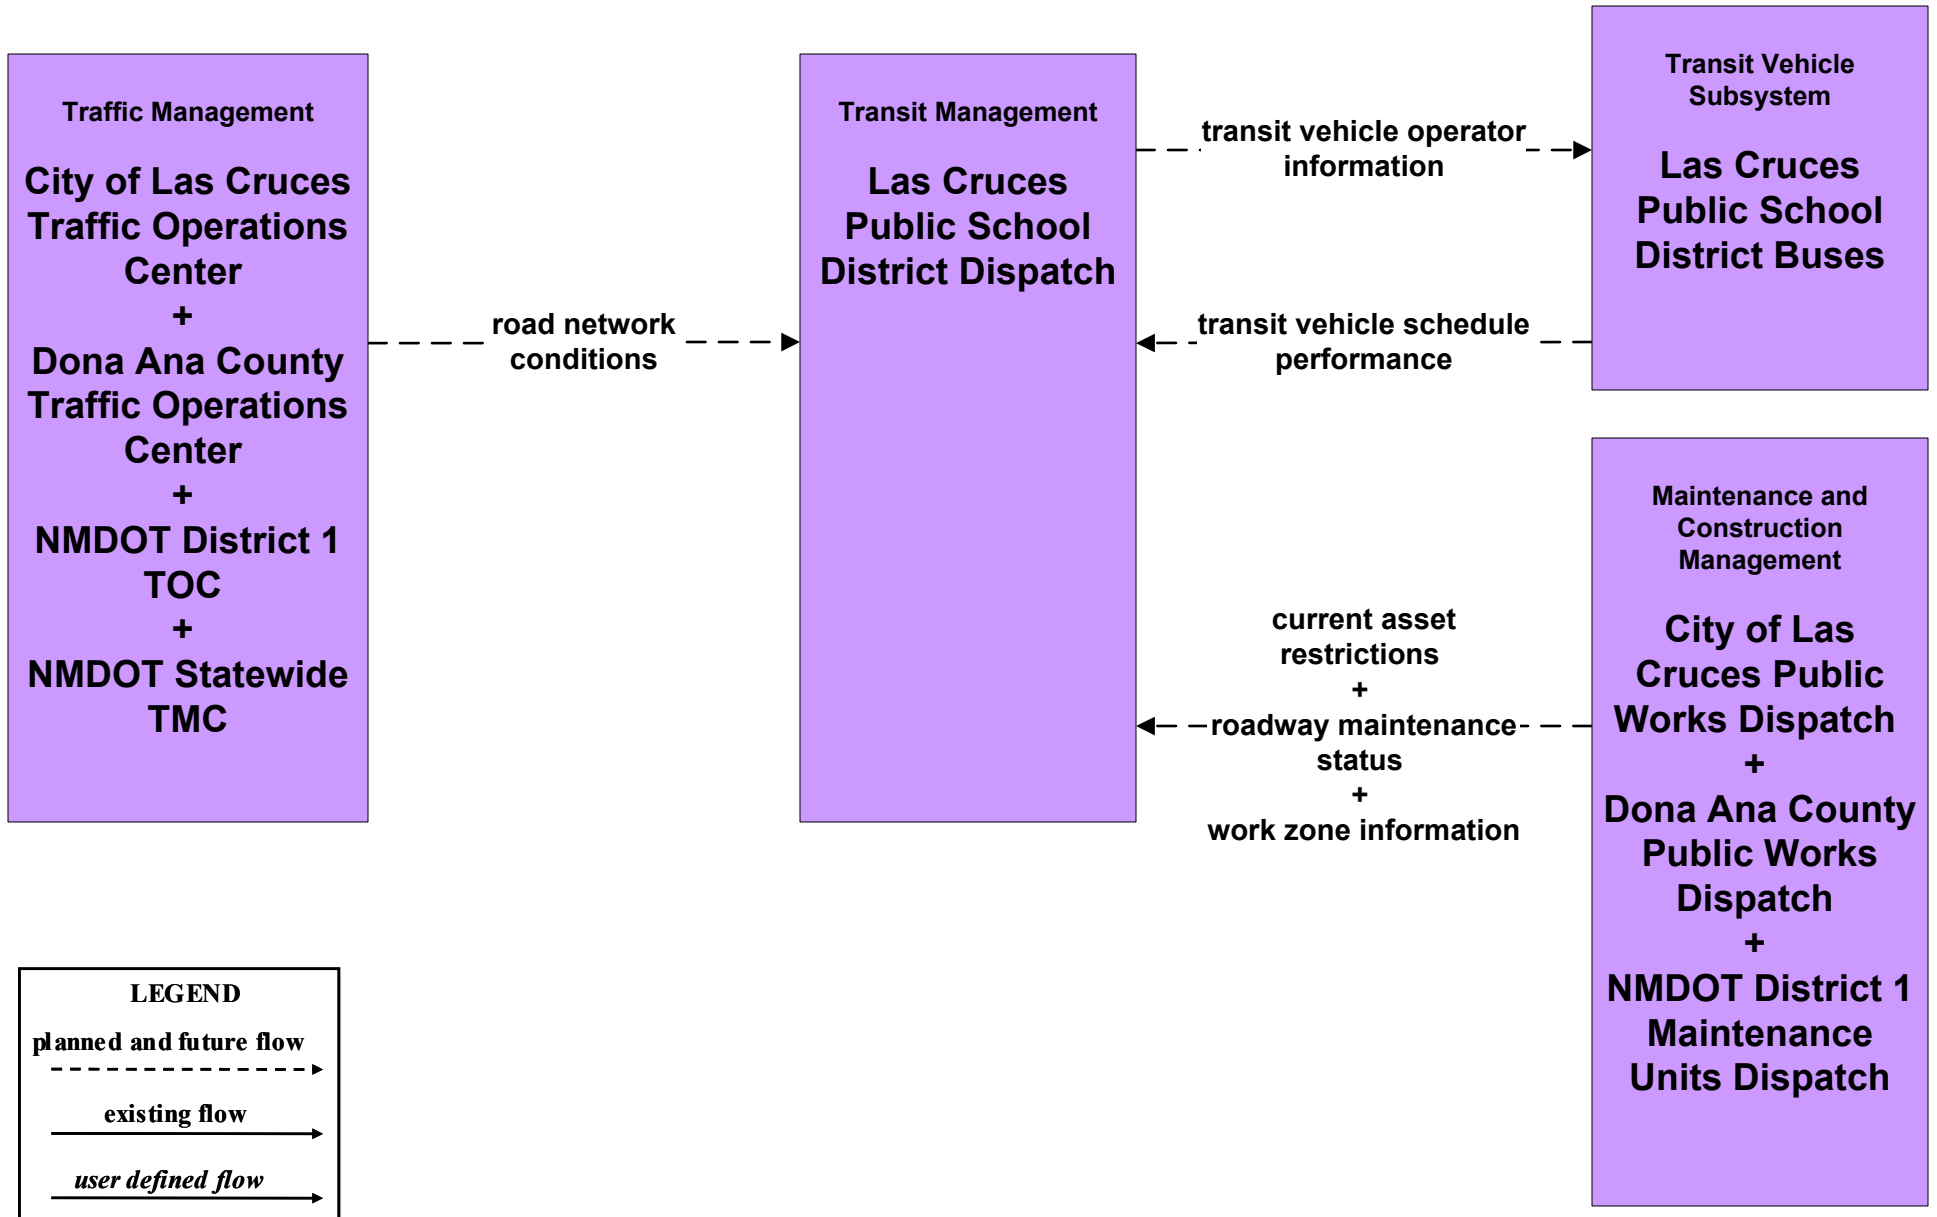 Traffic Management
City of Las Cruces
Traffic Operations
Center
+
Dona Ana County
Traffic Operations
Center
+
NMDOT District 1
TOC
+
NMDOT Statewide
TMC
road network
conditions
Transit Management
Las Cruces
Public School
District Dispatch
transit vehicle operator
information
transit vehicle schedule
performance
current asset
restrictions
+
roadway maintenance
status
+
work zone information
Transit Vehicle
Subsystem
Las Cruces
Public School
District Buses
Maintenance and
Construction
Management
City of Las
Cruces Public
Works Dispatch
+
Dona Ana County
Public Works
Dispatch
+
NMDOT District 1
Maintenance
Units Dispatch
LEGEND
planned and future flow
existing flow
user defined flow